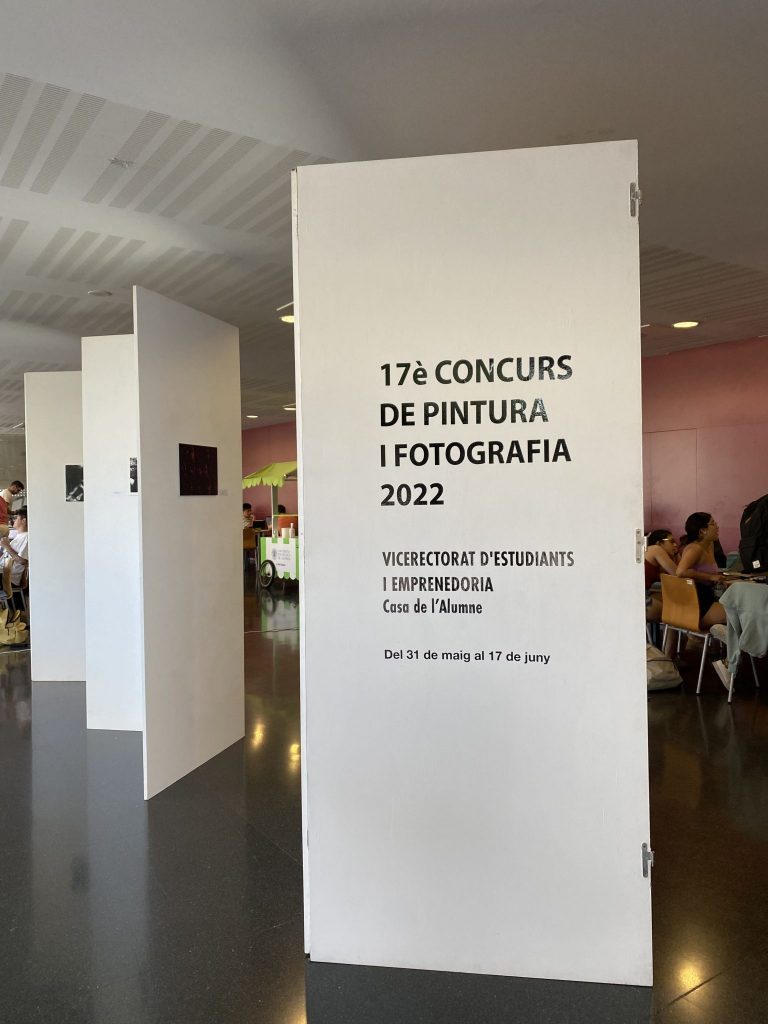 17è CONCURS
DE PINTURA
I FOTOGRAFIA
2022
VICERECTORAT D'ESTUDIANTS
I EMPRENEDORIA
Casa de l'Alumne
Del 31 de maig al 17 de juny